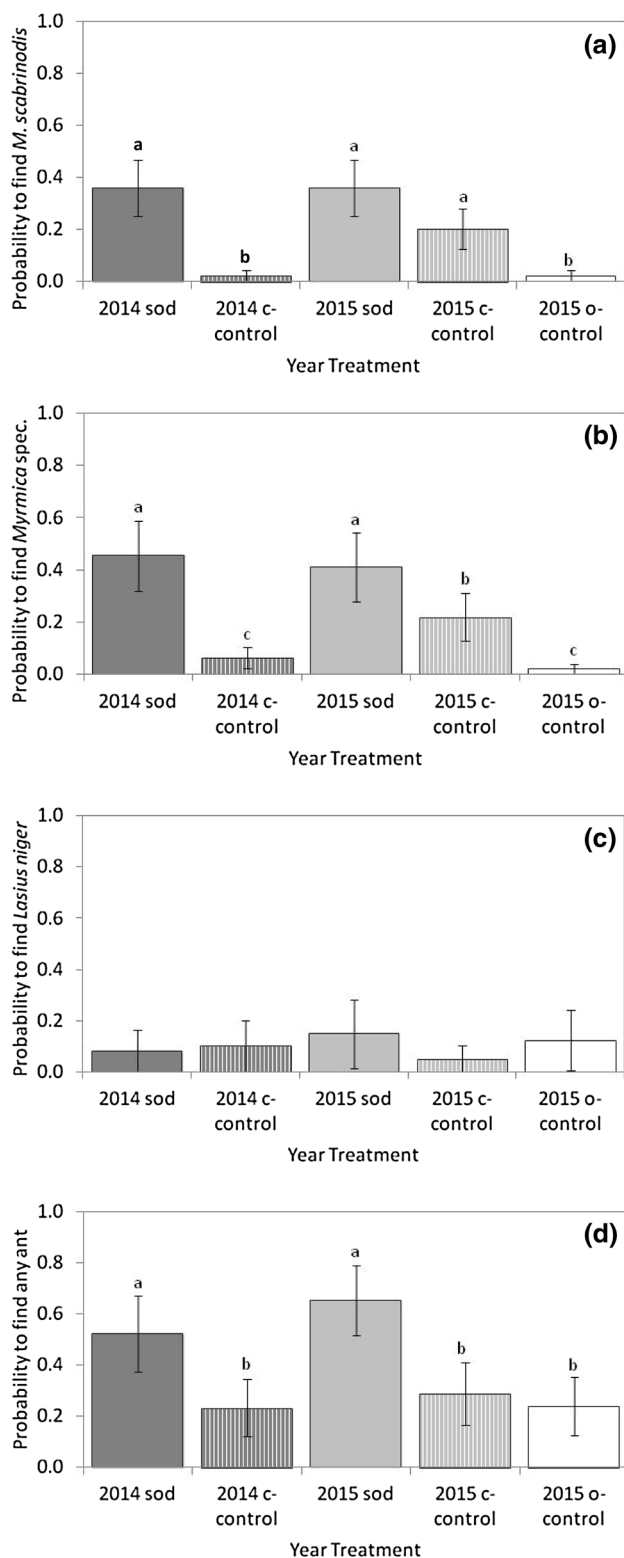 (a)
Probability to find M. scabrinodis
1.0
0.8
0.6
0.4
0.2
0.0
a
b
a
a
b
2014 sod
2014 c-
control
2015 sod
2015 c-
control
2015 o-
control
Year Treatment
(b)
Probability to find Myrmica spec.
1.0
0.8
0.6
0.4
0.2
0.0
a
c
a
b
c
2014 sod
2014 c-
control
2015 sod
2015 c-
control
2015 o-
control
Year Treatment
(c)
Probability to find Lasius niger
1.0
0.8
0.6
0.4
0.2
0.0
2014 sod
2014 c-
control
2015 sod
2015 c-
control
2015 o-
control
Year Treatment
(d)
Probability to find any ant
1.0
0.8
0.6
0.4
0.2
0.0
a
b
a
b
b
2014 sod
2014 c-
control
2015 sod
2015 c-
control
2015 o-
control
Year Treatment